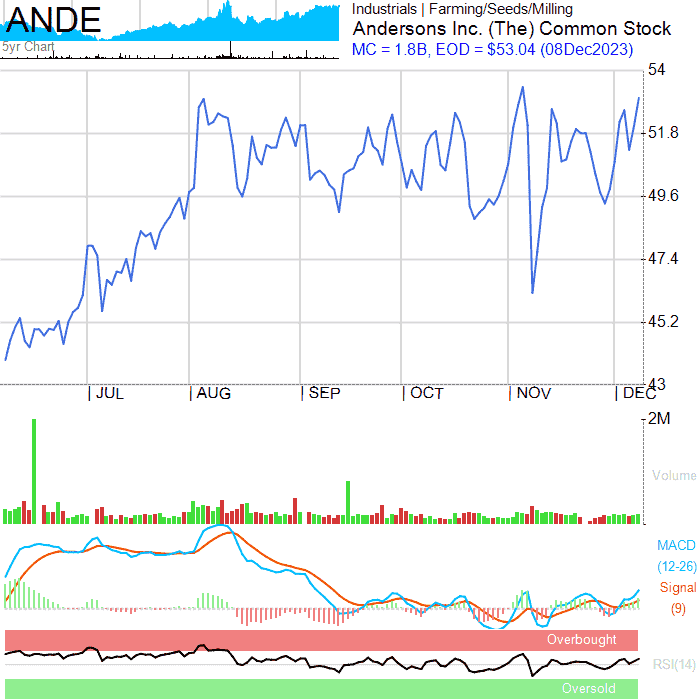 ANDE
5yr Chart
Industrials | Farming/Seeds/Milling
Andersons Inc. (The) Common Stock
MC = 1.8B, EOD = $53.04 (08Dec2023)
54
51.8
49.6
47.4
45.2
43
JUL AUG SEP OCT NOV DEC
2M
Volume
MACD
(12-26)
Signal
(9)
Overbought
RSI(14)
Oversold